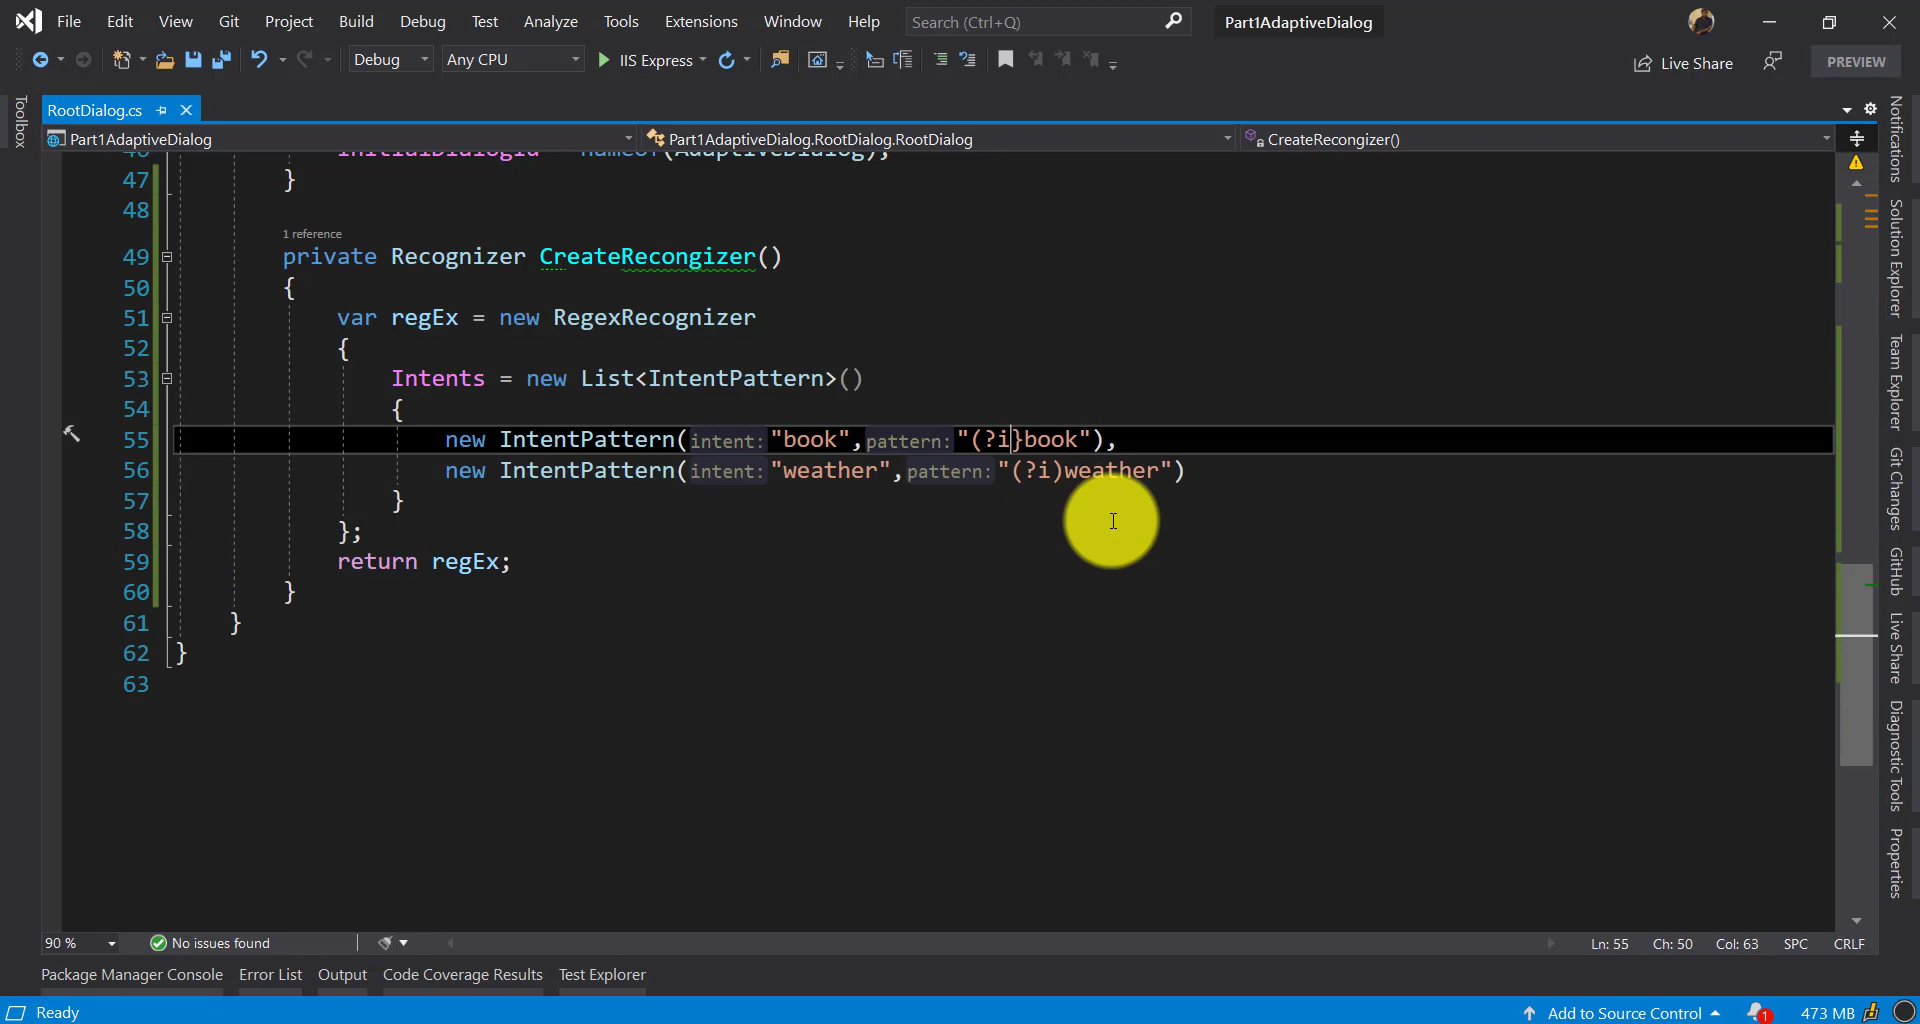 File Edit View Git Project Build Debug Test Analyze Tools Extensions Window Help Search (Ctrl+Q) Part1AdaptiveDialog
Debug Any CPU IIS Express Live Share PREVIEW
Toolbox
RootDialog.cs
Part1AdaptiveDialog Part1AdaptiveDialog.RootDialog.RootDialog CreateRecongizer()
46 InitialDialogId = nameof(AdaptiveDialog);
47 }
48
1 reference
49 private Recognizer CreateRecongizer()
50 {
51 var regEx = new RegexRecognizer
52 {
53 Intents = new List<IntentPattern>()
54 {
55 new IntentPattern(intent: "book",pattern: "(?i}book"),
56 new IntentPattern(intent: "weather",pattern: "(?i)weather")
57 }
58 };
59 return regEx;
60 }
61 }
62 }
63
Notifications
Solution Explorer
Team Explorer
Git Changes
GitHub
Live Share
Diagnostic Tools
Properties
90 % No issues found Ln: 55 Ch: 50 Col: 63 SPC CRLF
Package Manager Console Error List Output Code Coverage Results Test Explorer
Ready Add to Source Control 1 473 MB